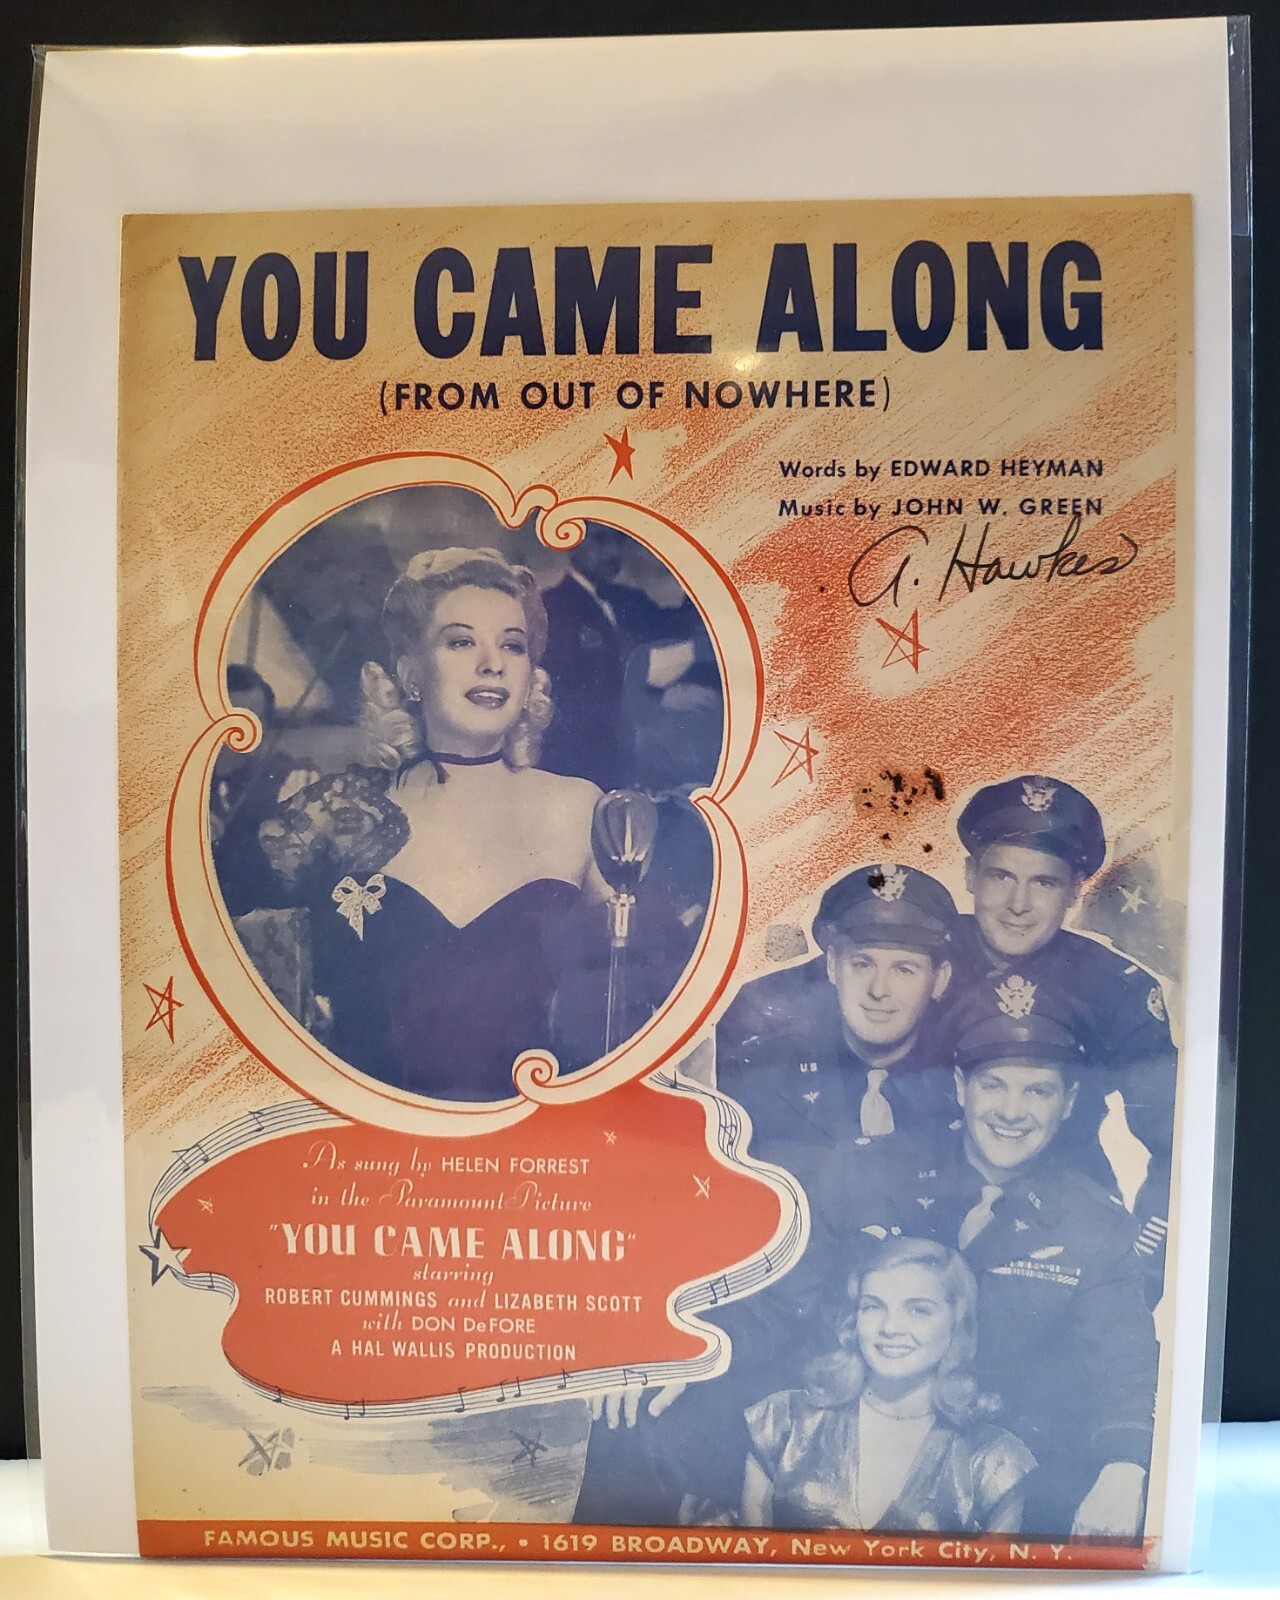 YOU CAME ALONG
(FROM OUT OF NOWHERE)
Words by EDWARD HEYMAN
Music by JOHN W. GREEN
A. Hawkes
As sung by HELEN FORREST
in the Paramount Picture
"YOU CAME ALONG"
starring
ROBERT CUMMINGS and LIZABETH SCOTT
with DON DeFORE
A HAL WALLIS PRODUCTION
U.S
U.S
U.S
FAMOUS MUSIC CORP., • 1619 BROADWAY, New York City, N. Y.